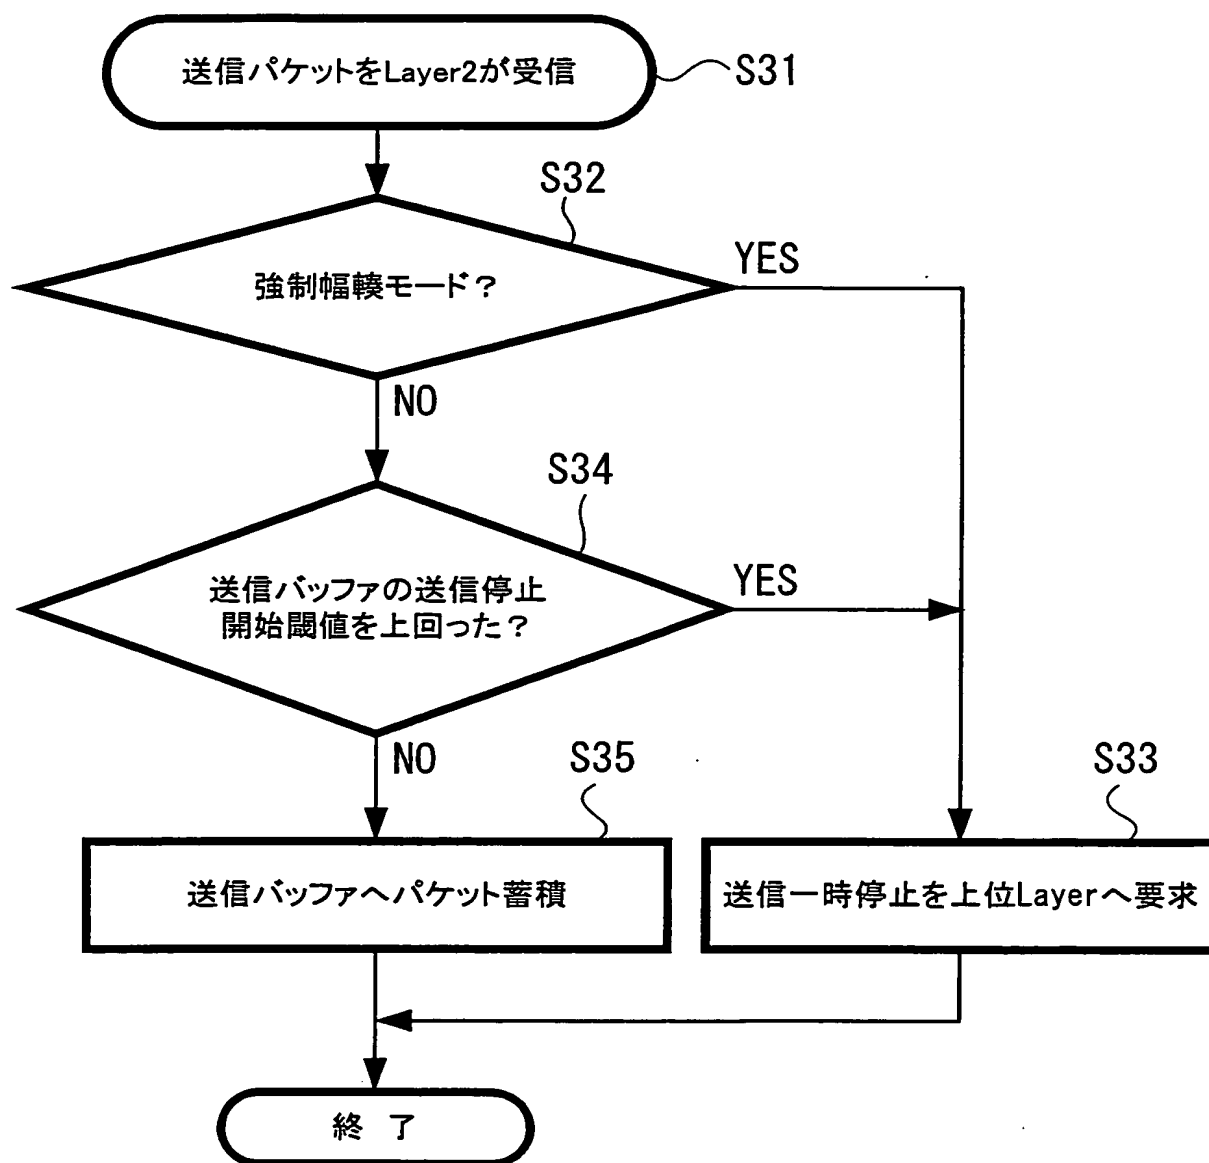 送信パケットをLayer2が受信
S31
S32
強制幅輳モード?
YES
NO
S34
送信バッファの送信停止
開始閾値を上回った?
YES
NO
S35
S33
送信バッファへパケット蓄積
送信一時停止を上位Layerへ要求
終 了